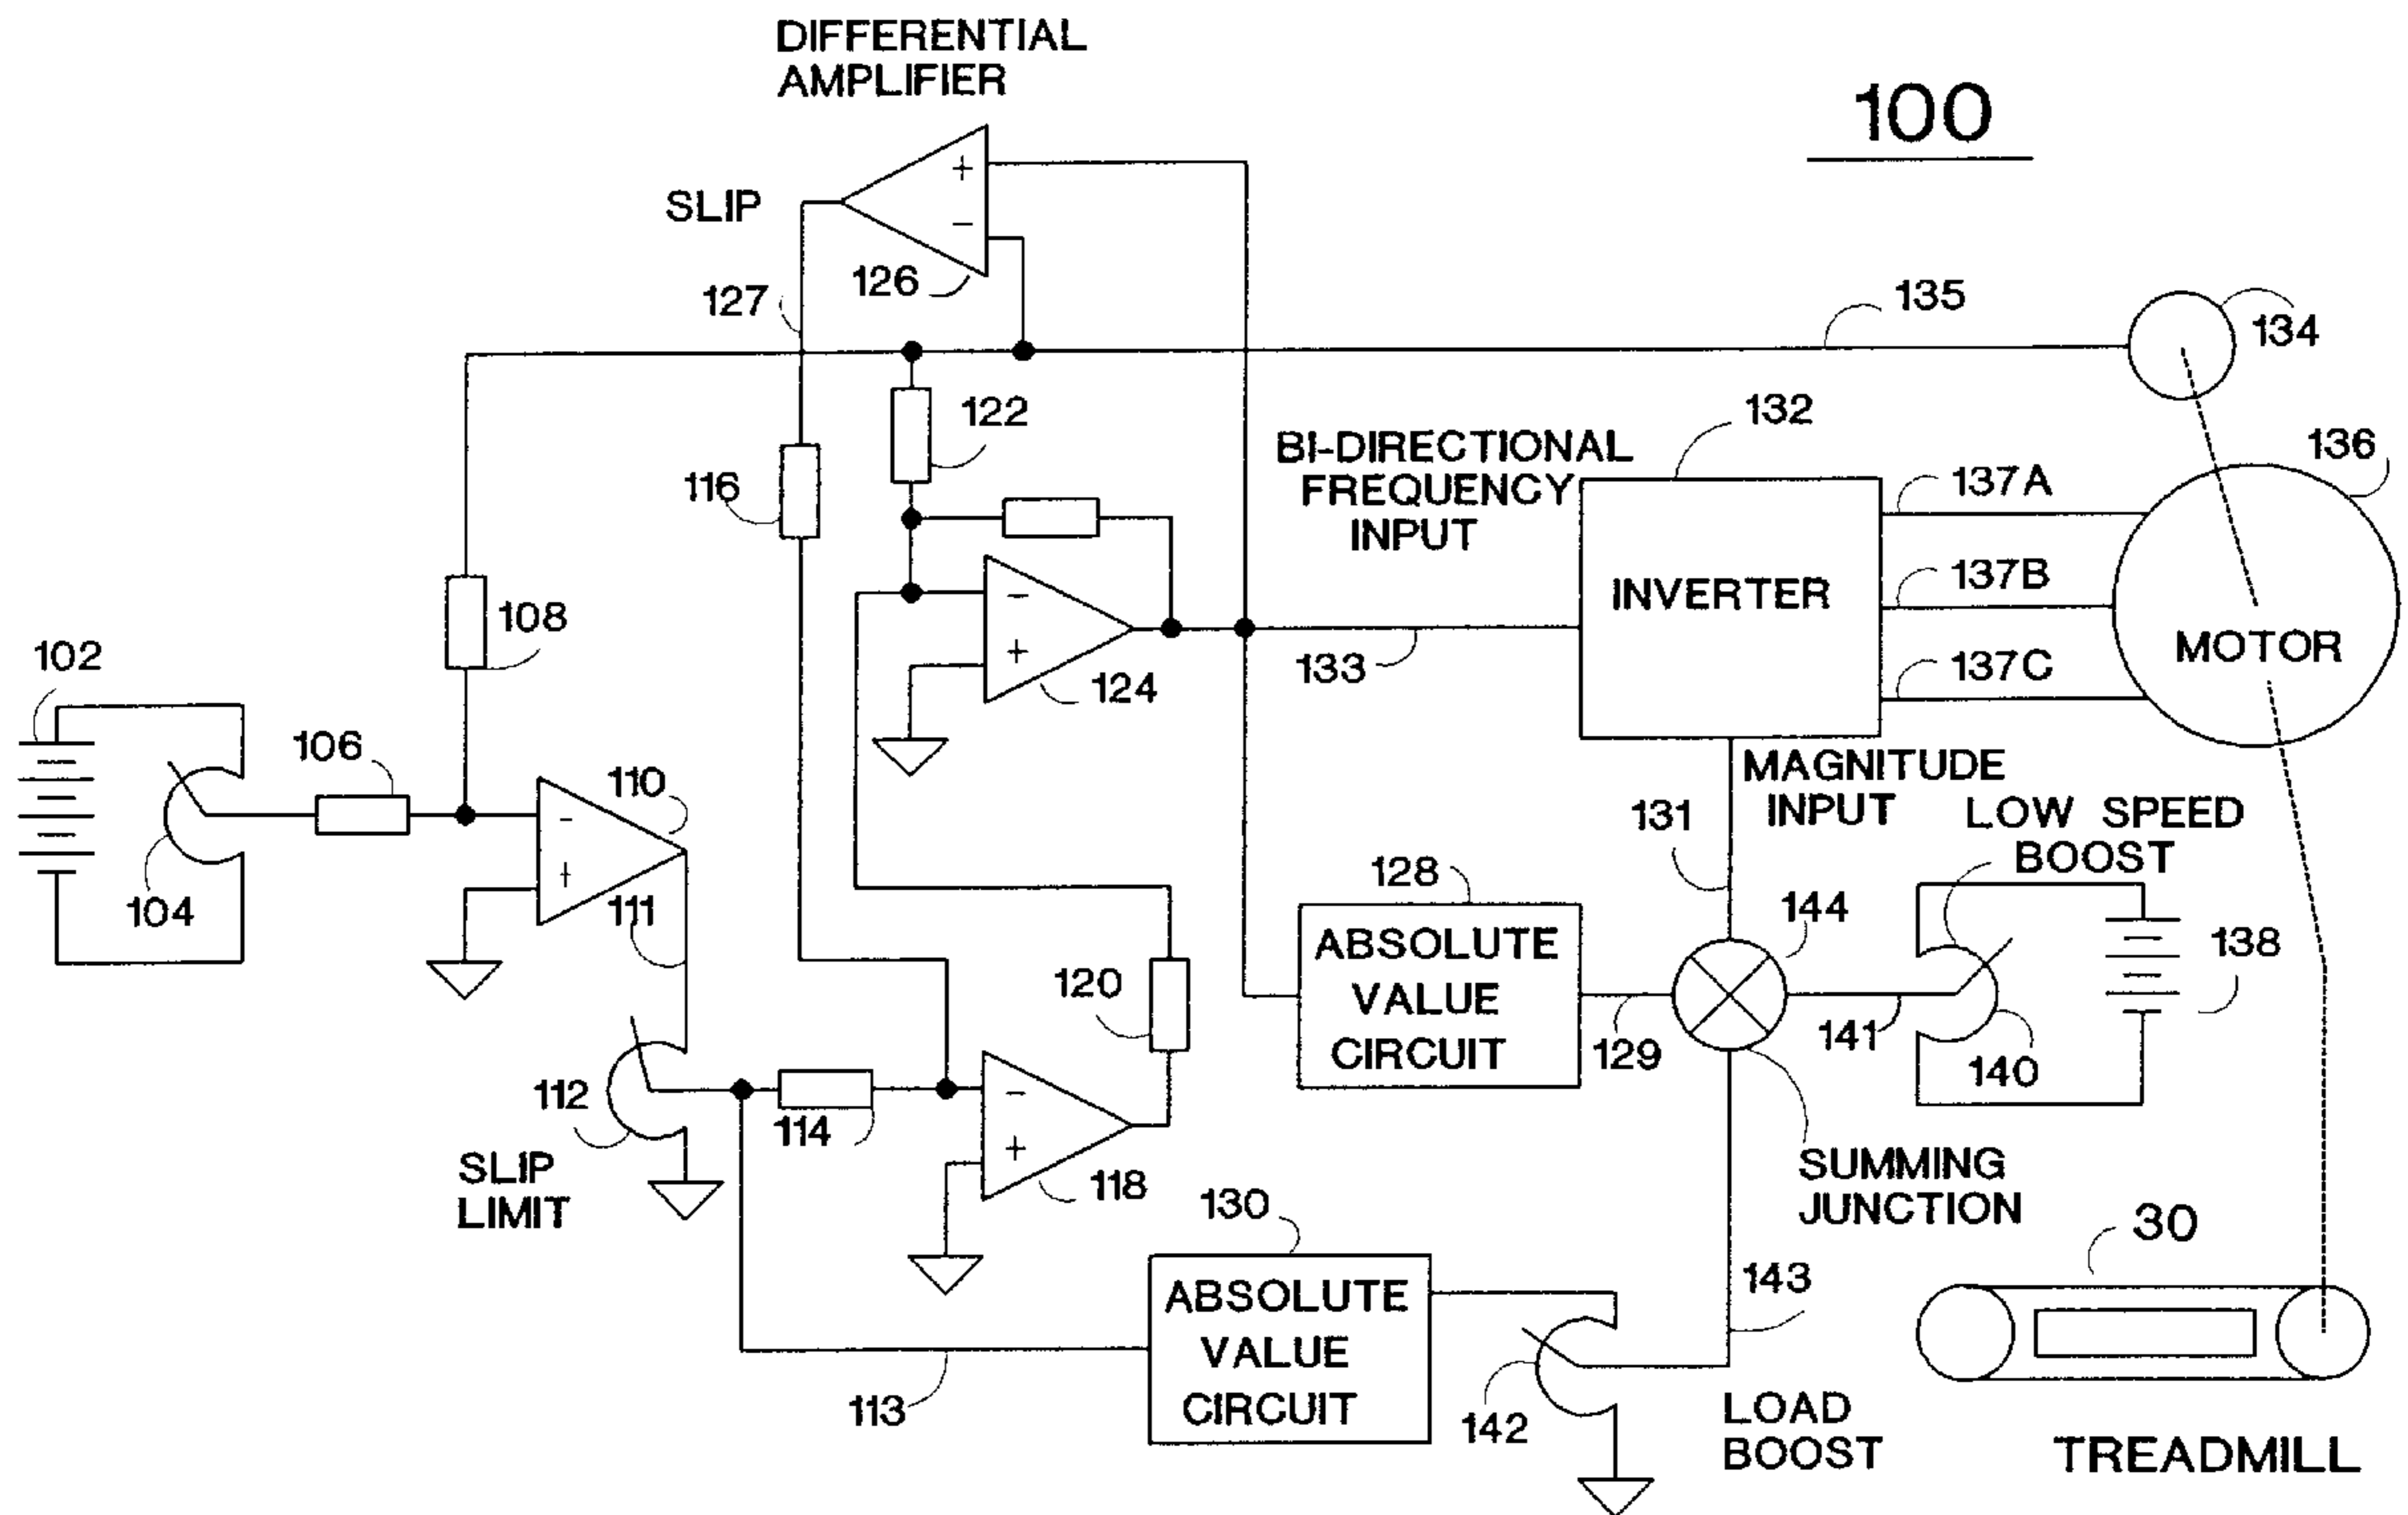 DIFFERENTIAL
AMPLIFIER
100
+
SLIP
−
126
127
135
134
122
132
136
BI-DIRECTIONAL
FREQUENCY
INPUT
116
137A
INVERTER
137B
−
108
MOTOR
102
+
133
137C
124
106
110
MAGNITUDE
INPUT
LOW SPEED
BOOST
-
131
+
128
104
111
144
ABSOLUTE
VALUE
CIRCUIT
138
120
129
141
140
112
−
114
+
SLIP
LIMIT
118
SUMMING
JUNCTION
130
30
ABSOLUTE
VALUE
CIRCUIT
143
113
142
LOAD
BOOST
TREADMILL